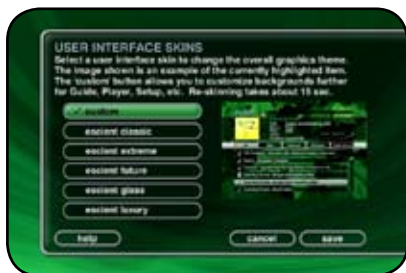 USER INTERFACE SKINS
Select a user interface skin to change the overall graphics theme.
The image shown is an example of the currently highlighted item.
The 'custom' button allows you to customize backgrounds further
for Guide, Player, Setup, etc. Re-skinning takes about 15 sec.
custom
escient classic
escient extreme
escient future
escient glass
escient luxury
help
cancel
save